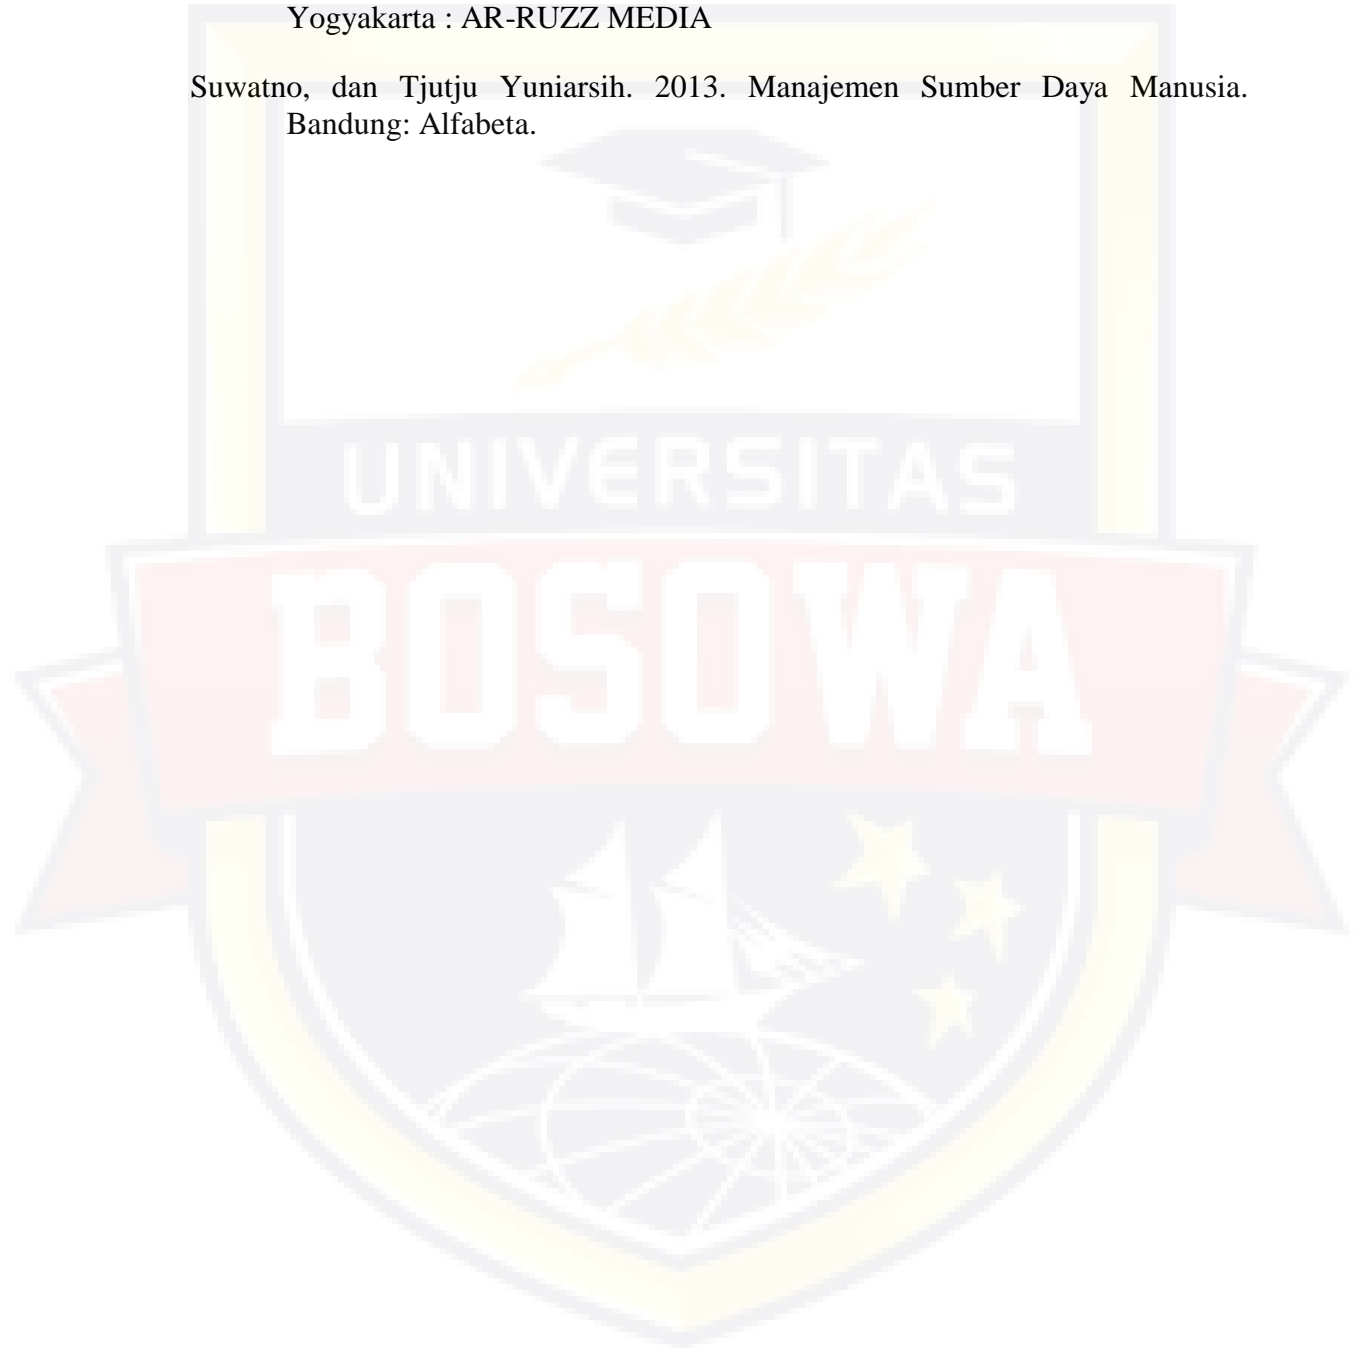 Yogyakarta : AR-RUZZ MEDIA
Suwatno, dan Tjutju Yuniarsih. 2013. Manajemen Sumber Daya Manusia.
Bandung: Alfabeta.
UNIVERSITAS
BOSOWA